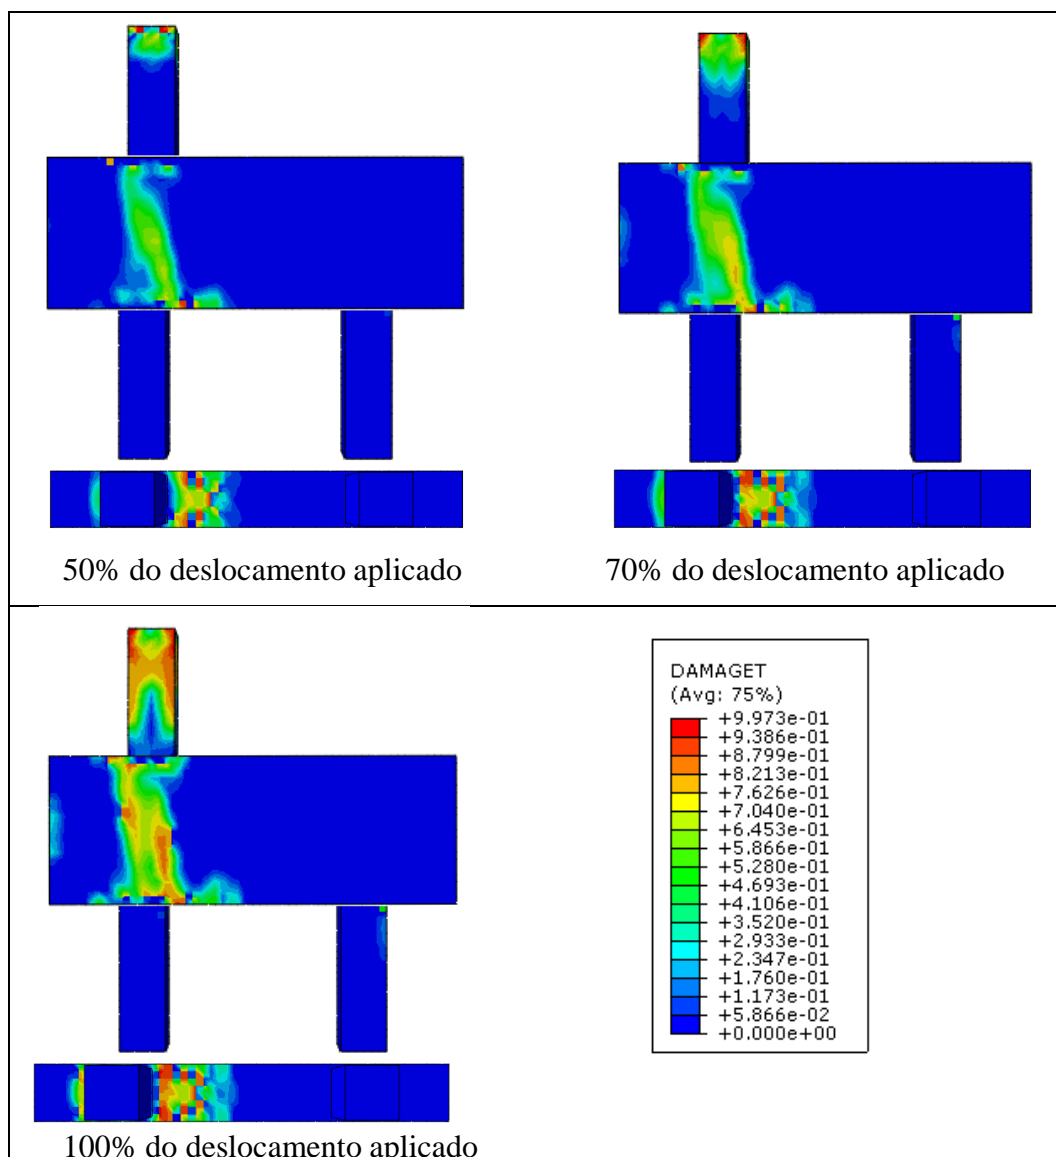 50% do deslocamento aplicado
70% do deslocamento aplicado
DAMAGET
(Avg: 75%)
+9.973e-01
+9.386e-01
+8.799e-01
+8.213e-01
+7.626e-01
+7.040e-01
+6.453e-01
+5.866e-01
+5.280e-01
+4.693e-01
+4.106e-01
+3.520e-01
+2.933e-01
+2.347e-01
+1.760e-01
+1.173e-01
+5.866e-02
+0.000e+00
100% do deslocamento aplicado